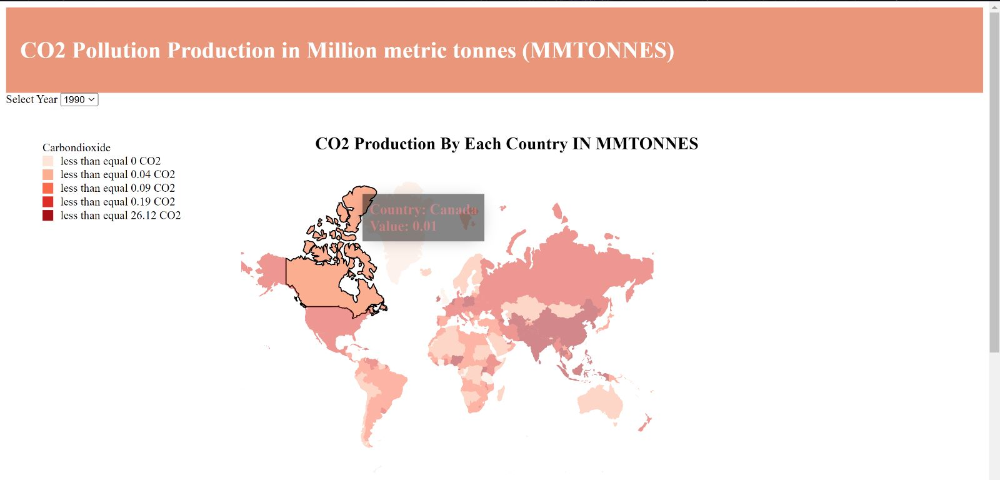 CO2 Pollution Production in Million metric tonnes (MMTONNES)
Select Year 1990
CO2 Production By Each Country IN MMTONNES
Carbondioxide
less than equal 0 CO2
less than equal 0.04 CO2
less than equal 0.09 CO2
less than equal 0.19 CO2
less than equal 26.12 CO2
Country: Canada
Value: 0.01